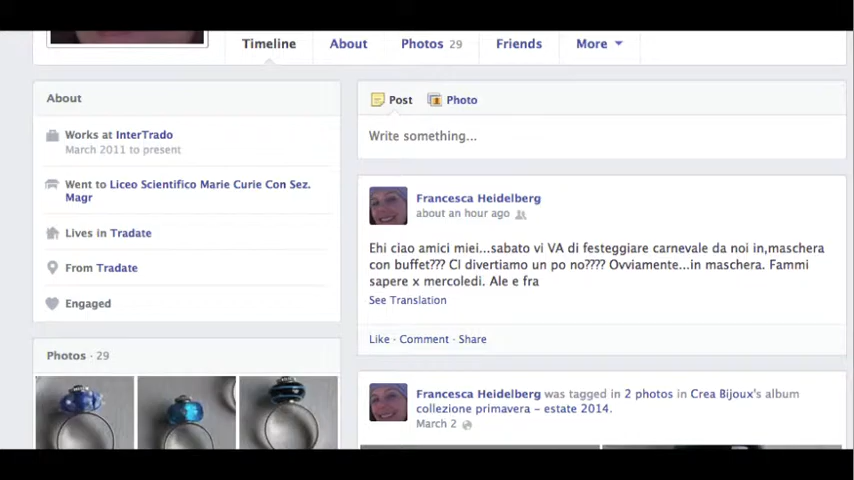 Timeline
About
Photos 29
Friends
More
About
Works at InterTrado
March 2011 to present
Went to Liceo Scientifico Marie Curie Con Sez.
Magr
Lives in Tradate
From Tradate
Engaged
Photos · 29
Post
Photo
Write something...
Francesca Heidelberg
about an hour ago
Ehi ciao amici miei...sabato vi VA di festeggiare carnevale da noi in,maschera
con buffet??? CI divertiamo un po no???? Ovviamente...in maschera. Fammi
sapere x mercoledi. Ale e fra
See Translation
Like · Comment · Share
Francesca Heidelberg was tagged in 2 photos in Crea Bijoux's album
collezione primavera - estate 2014.
March 2